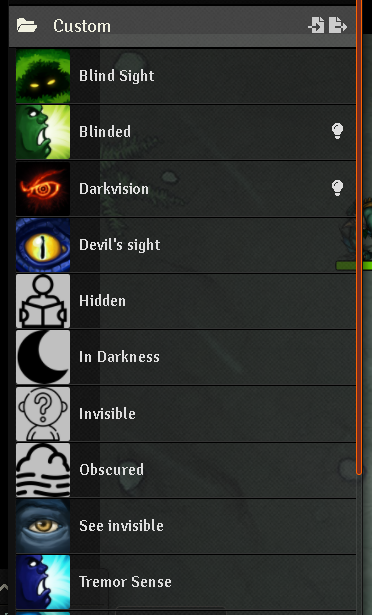 Custom
Blind Sight
Blinded
Darkvision
Devil's sight
Hidden
In Darkness
Invisible
Obscured
See invisible
Tremor Sense